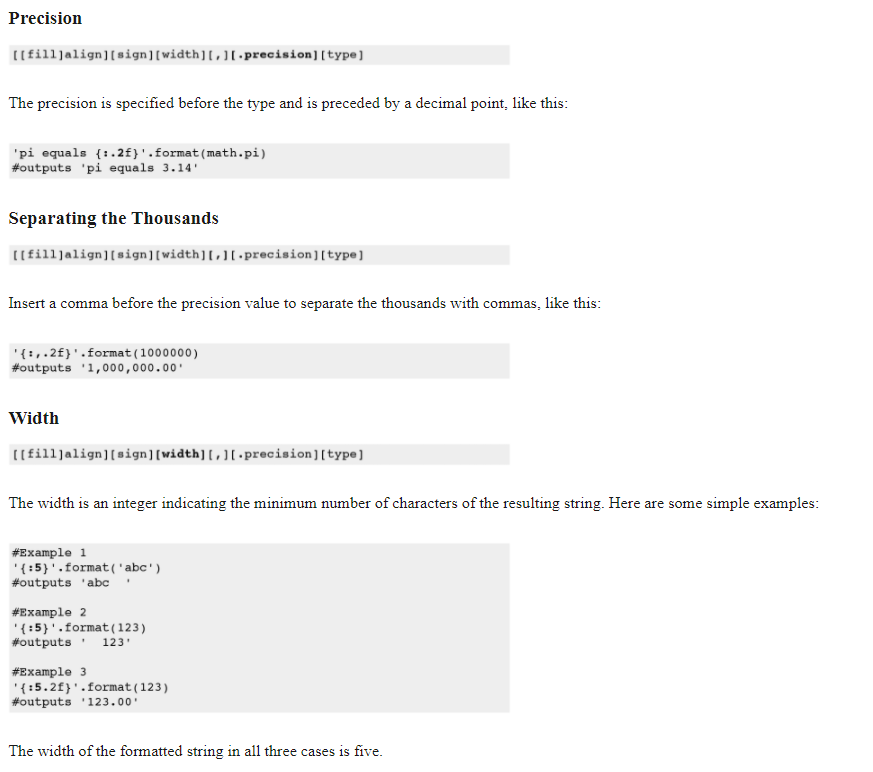 Precision
[[fill]align][sign][width][,][.precision][type]
The precision is specified before the type and is preceded by a decimal point, like this:
'pi equals {:.2f}'.format(math.pi)
#outputs 'pi equals 3.14'
Separating the Thousands
[[fill]align][sign][width][,][.precision][type]
Insert a comma before the precision value to separate the thousands with commas, like this:
'{:,.2f}'.format(1000000)
#outputs '1,000,000.00'
Width
[[fill]align][sign][width][,][.precision][type]
The width is an integer indicating the minimum number of characters of the resulting string. Here are some simple examples:
#Example 1
'{:5}'.format('abc')
#outputs 'abc  '
#Example 2
'{:5}'.format(123)
#outputs '  123'
#Example 3
'{:5.2f}'.format(123)
#outputs '123.00'
The width of the formatted string in all three cases is five.